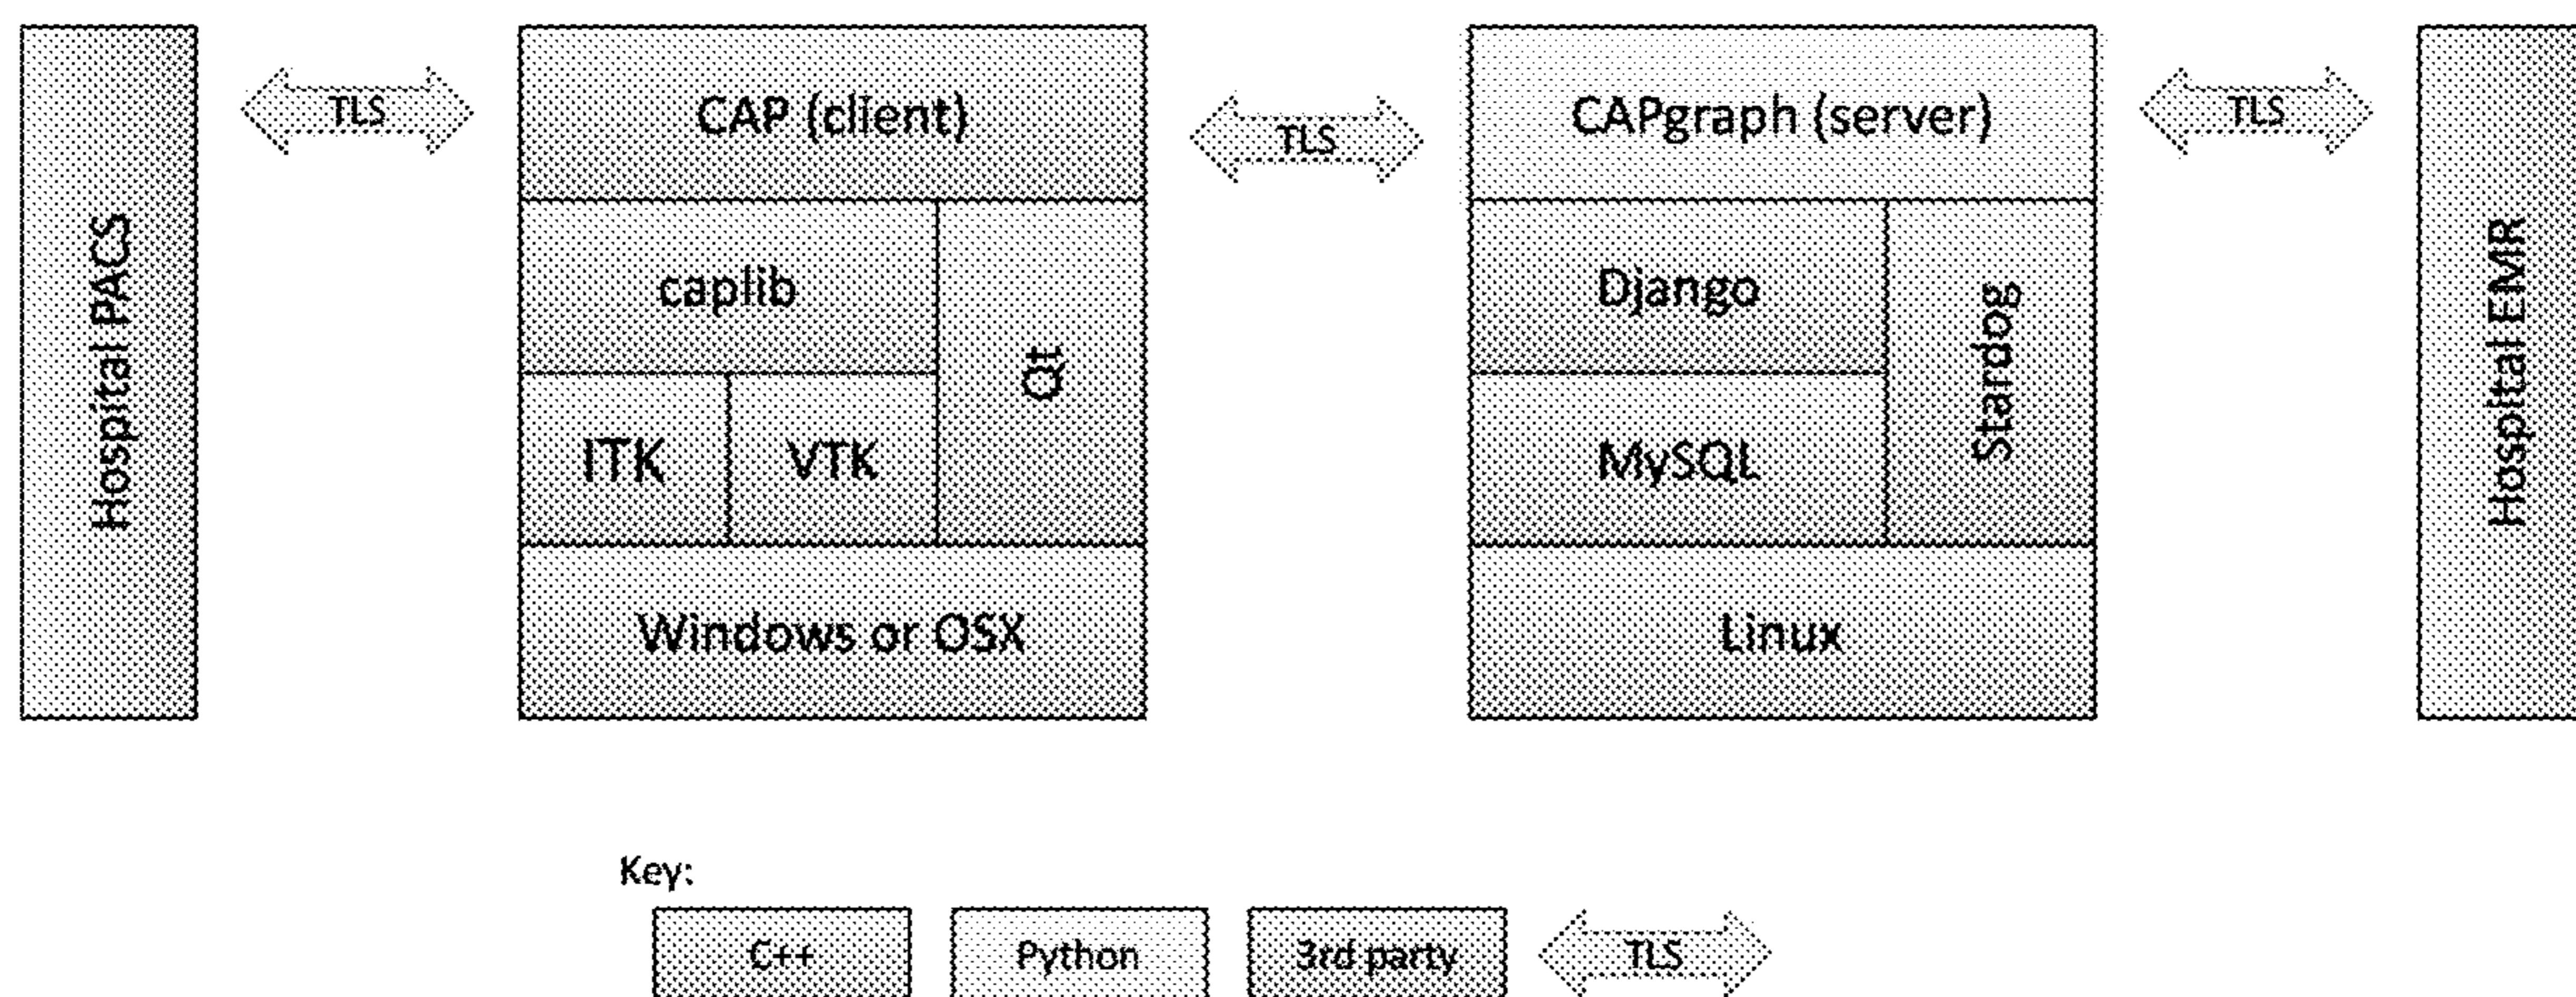 Hospital PACS
TLS
CAP (client)
caplib
Qt
ITK
VTK
Windows or OSX
TLS
CAPgraph (server)
Django
Stardog
MySQL
Linux
TLS
Hospital EMR
Key:
C++
Python
3rd party
TLS